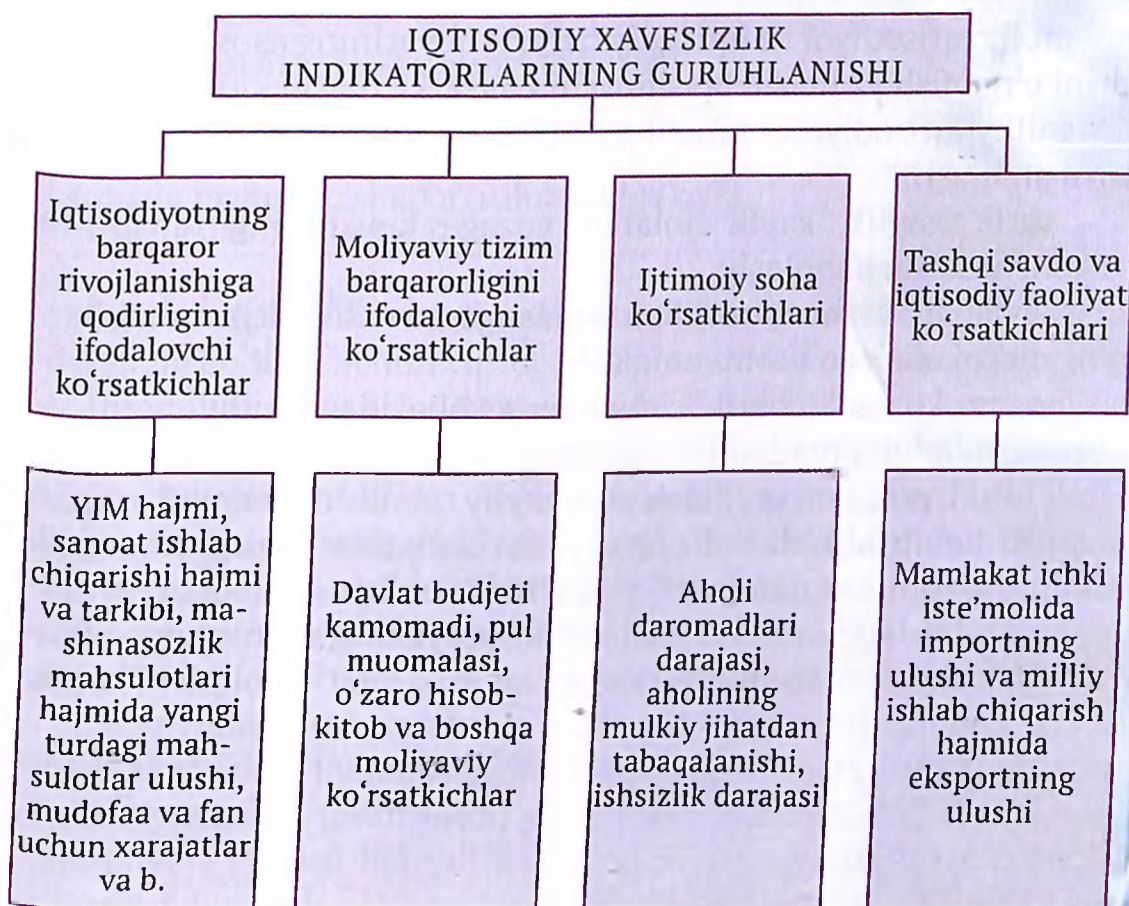 IQTISODIY XAVFSIZLIK
INDIKATORLARINING GURUHLANISHI
Iqtisodiyotning
barqaror
rivojlanishiga
qodirligini
ifodalovchi
ko‘rsatkichlar
Moliyaviy tizim
barqarorligini
ifodalovchi
ko‘rsatkichlar
Ijtimoiy soha
ko‘rsatkichlari
Tashqi savdo va
iqtisodiy faoliyat
ko‘rsatkichlari
YIM hajmi,
sanoat ishlab
chiqarishi hajmi
va tarkibi, ma-
shinasozlik
mahsulotlari
hajmida yangi
turdagi mah-
sulotlar ulushi,
mudofaa va fan
uchun xarajatlar
va b.
Davlat budjeti
kamomadi, pul
muomalasi,
o‘zaro hisob-
kitob va boshqa
moliyaviy
ko‘rsatkichlar
Aholi
daromadlari
darajasi,
aholining
mulkiy jihatdan
tabaqalanishi,
ishsizlik darajasi
Mamlakat ichki
iste’molida
importning
ulushi va milliy
ishlab chiqarish
hajmida
eksportning
ulushi